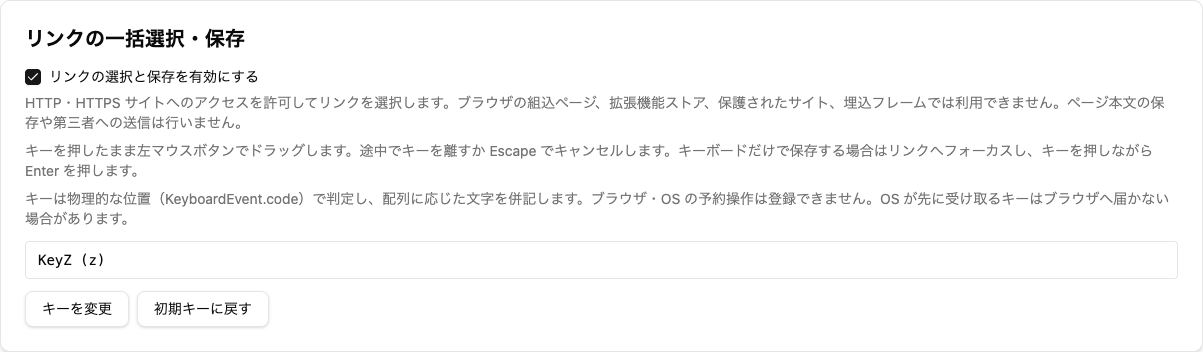 リンクの一括選択・保存
リンクの選択と保存を有効にする
HTTP・HTTPS サイトへのアクセスを許可してリンクを選択します。ブラウザの組込ページ、拡張機能ストア、保護されたサイト、埋込フレームでは利用できません。ページ本文の保
存や第三者への送信は行いません。
キーを押したまま左マウスボタンでドラッグします。途中でキーを離すか Escape でキャンセルします。キーボードだけで保存する場合はリンクへフォーカスし、キーを押しながら
Enter を押します。
キーは物理的な位置（KeyboardEvent.code）で判定し、配列に応じた文字を併記します。ブラウザ・OS の予約操作は登録できません。OS が先に受け取るキーはブラウザへ届かない
場合があります。
KeyZ (z)
キーを変更
初期キーに戻す